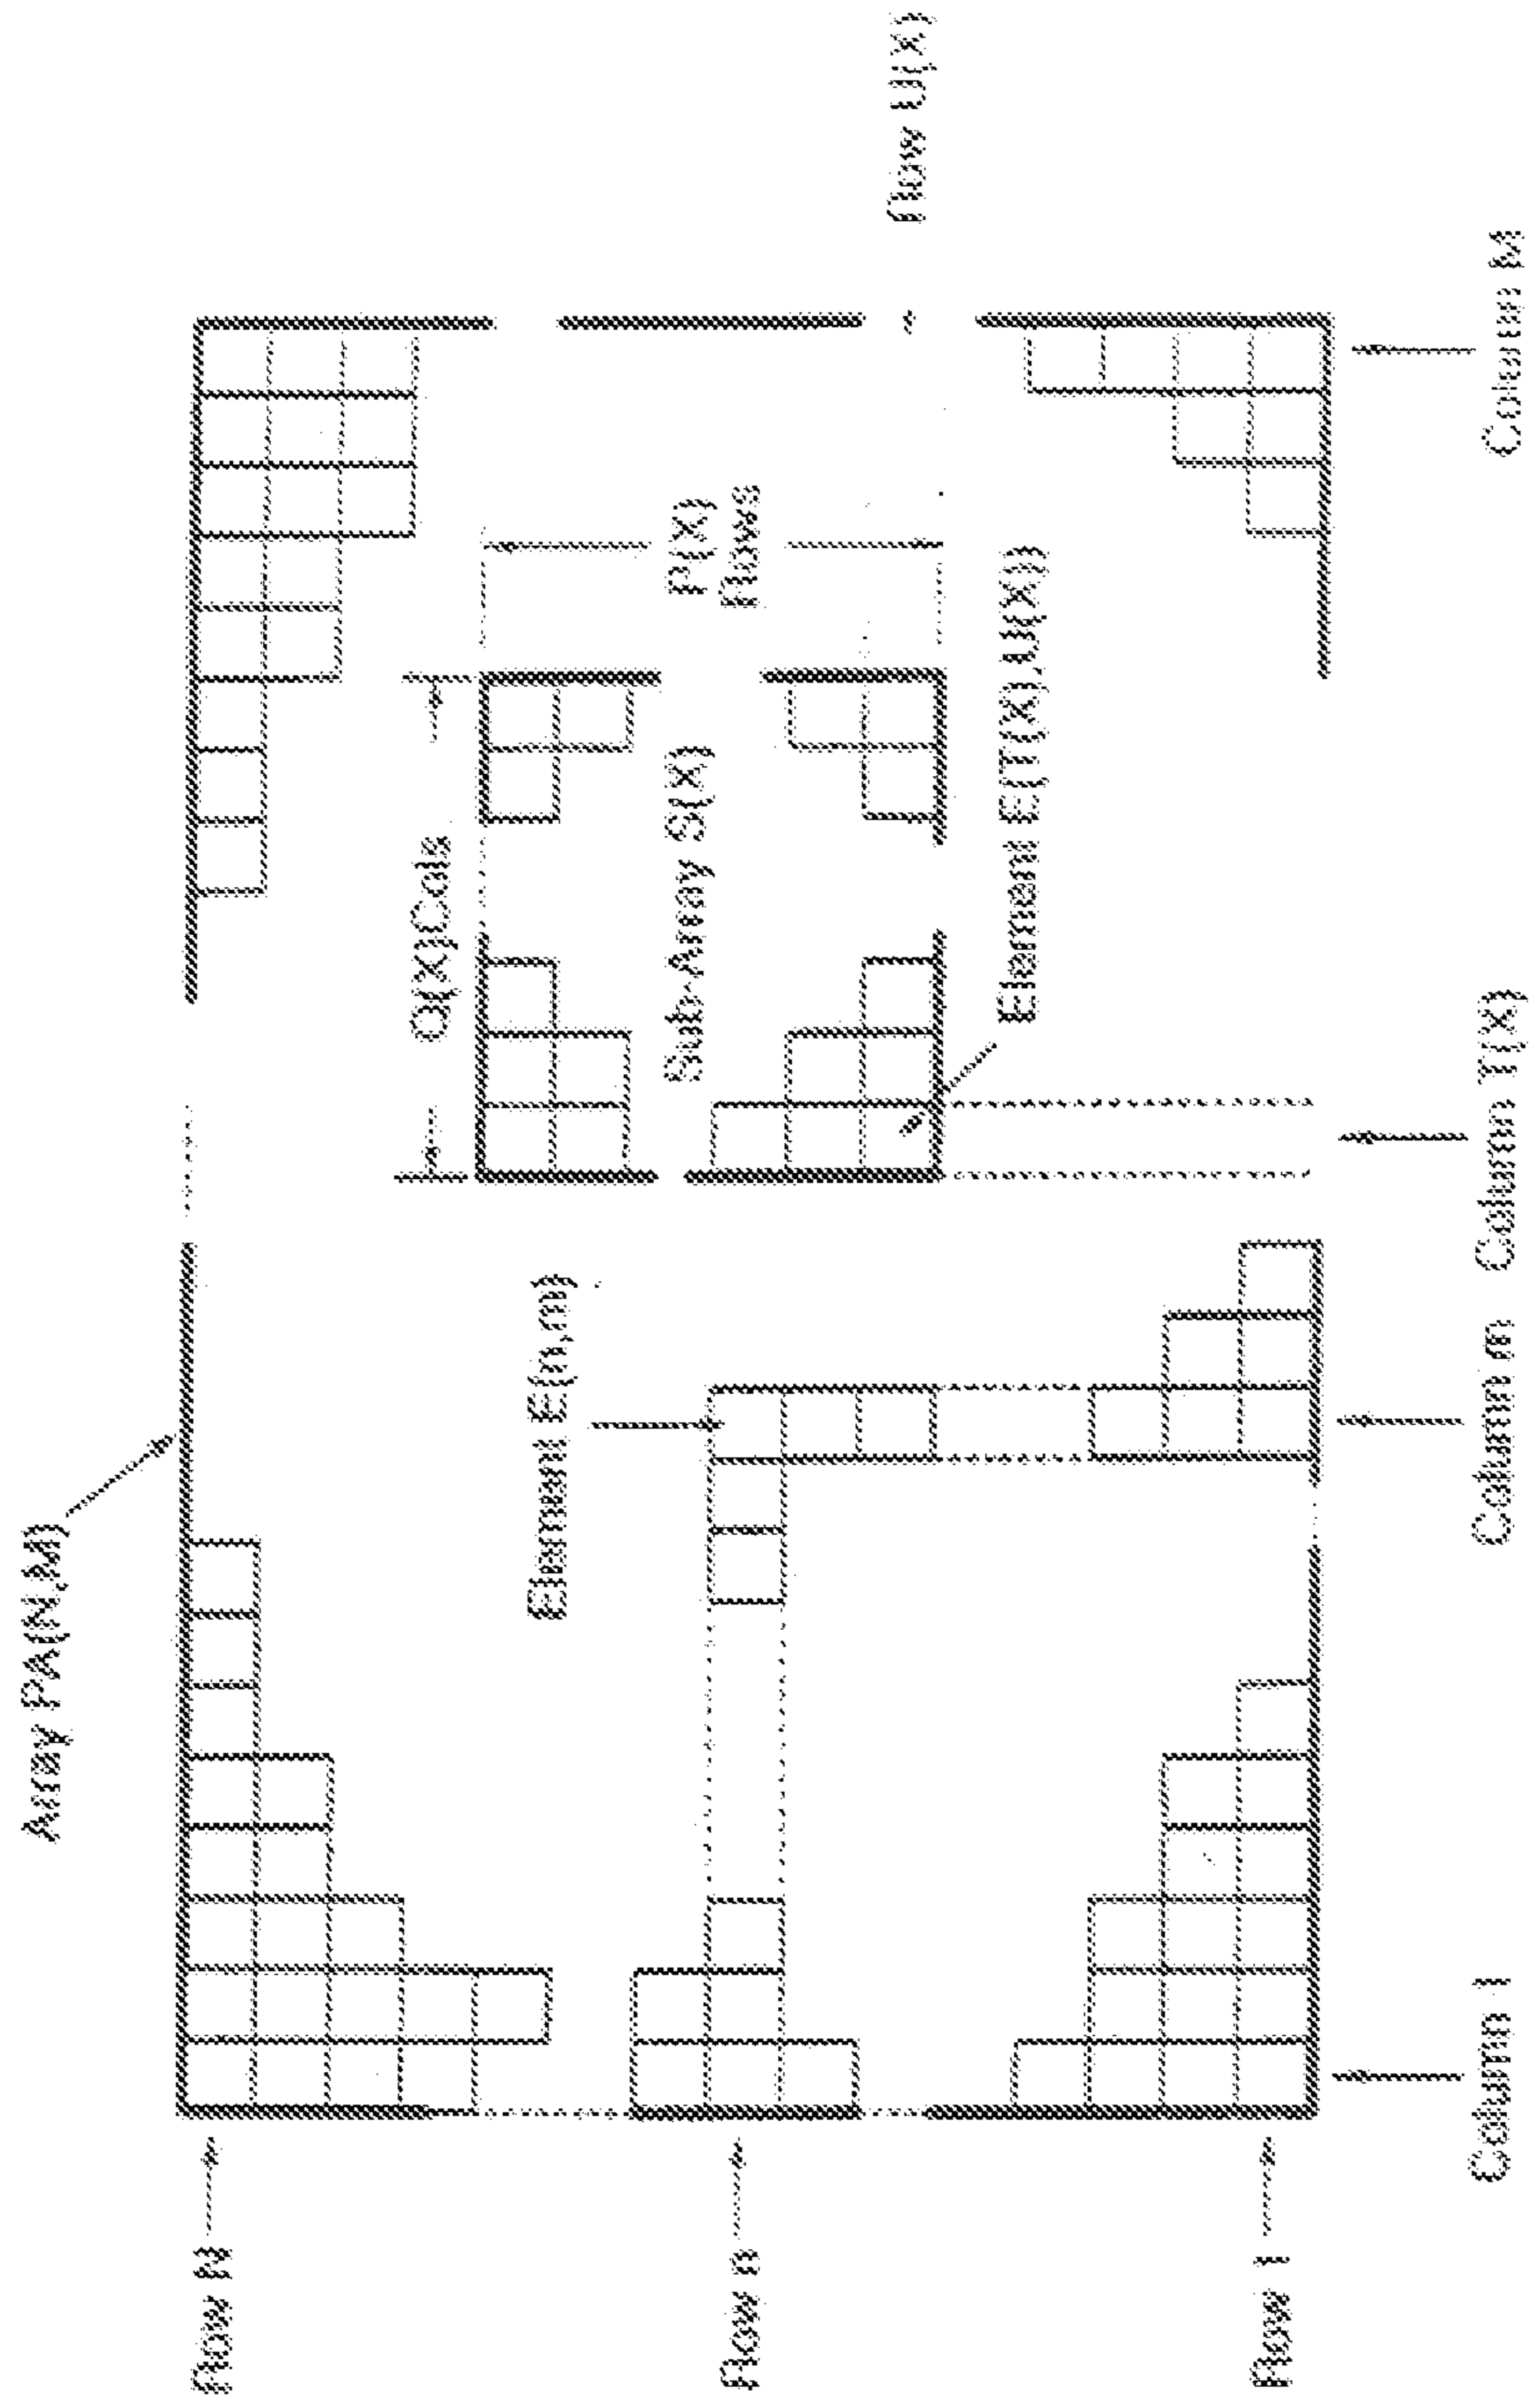 Array PA(N,M)
Row N
Q(X)Cols
Element E(n,m)
P(X)
Rows
Sub-Array S(X)
Row n
Row U(X)
Element E(T(X),U(X))
Row 1
Column 1
Column m
Column T(X)
Column M